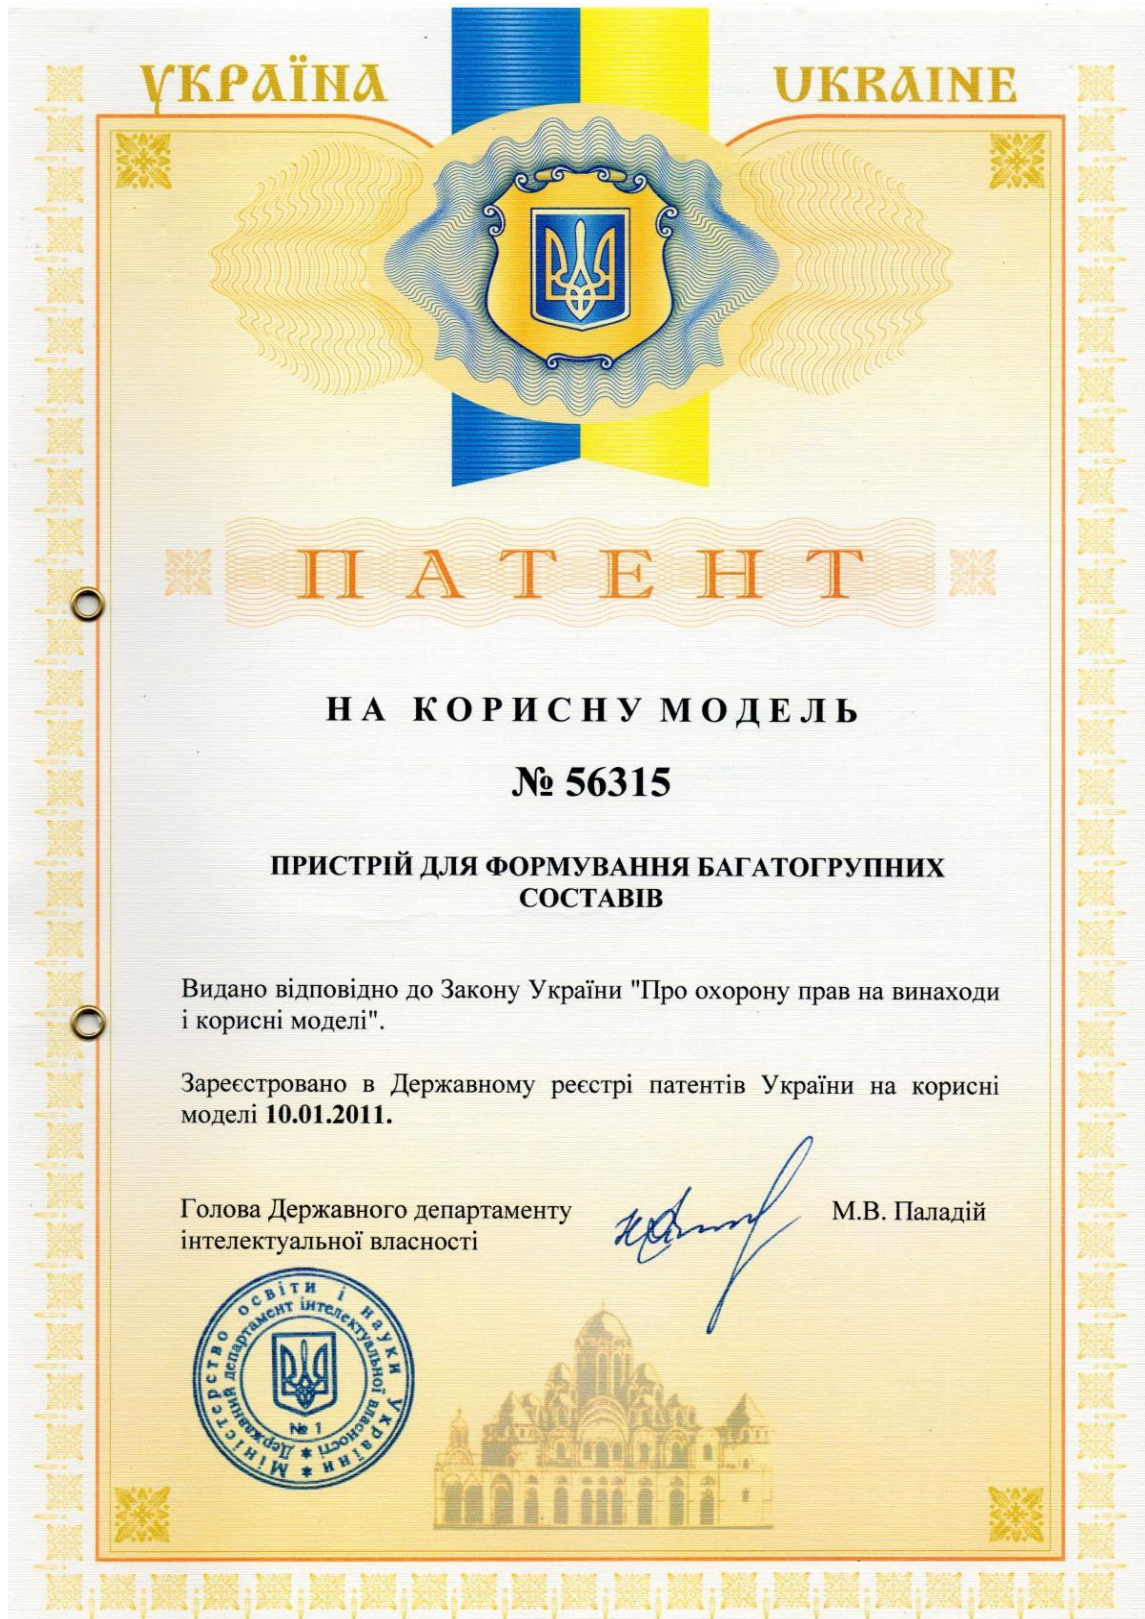 УКРАЇНА
UKRAINE
ПАТЕНТ
НА КОРИСНУ МОДЕЛЬ
№ 56315
ПРИСТРІЙ ДЛЯ ФОРМУВАННЯ БАГАТОГРУПНИХ
СОСТАВІВ
Видано відповідно до Закону України "Про охорону прав на винаходи
і корисні моделі".
Зареєстровано в Державному реєстрі патентів України на корисні
моделі 10.01.2011.
Голова Державного департаменту
інтелектуальної власності
М.В. Паладій
Міністерство освіти і науки України
Державний департамент інтелектуальної власності
№ 1